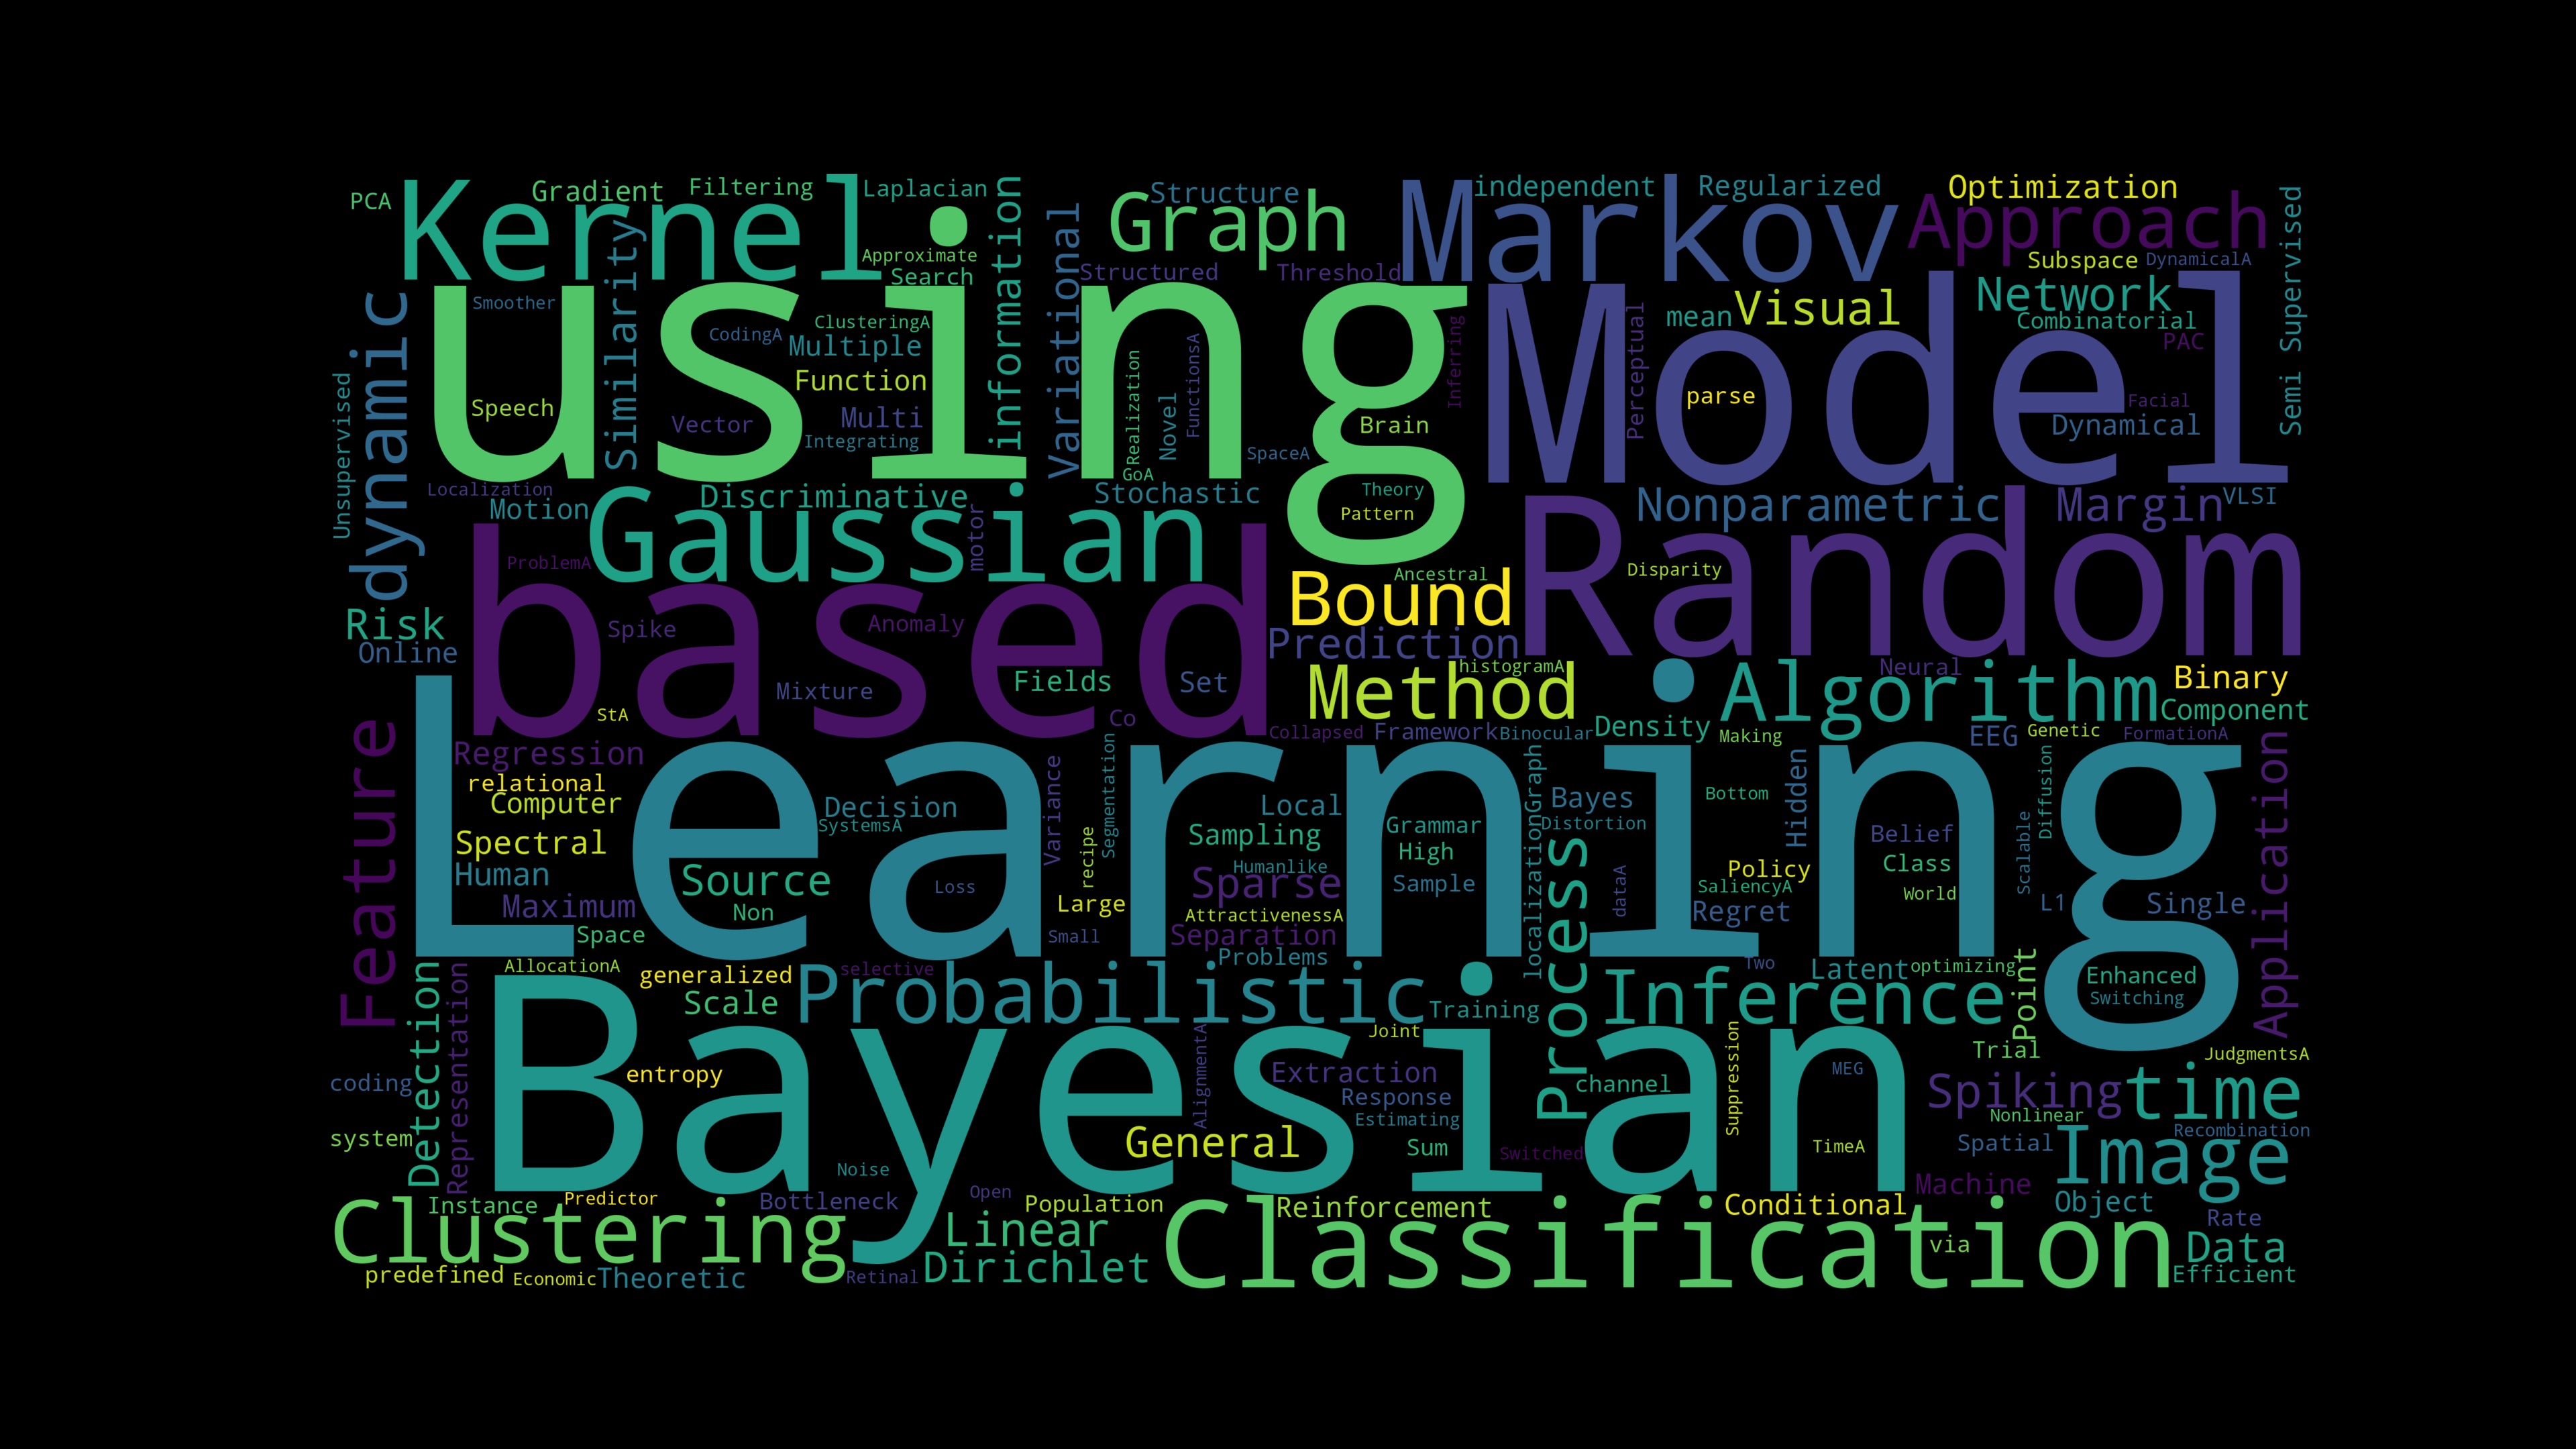 PCA
Kernel
Gradient
Filtering
Laplacian
information
Structure
Graph
Markov
independent
Regularized
Optimization
Approach
Semi Supervised
Similarity
Approximate
Search
Variational
Structured
Threshold
Subspace
DynamicalA
using
Model
Smoother
CodingA
ClusteringA
Multiple
Function
Multi
Integrating
Vector
Speech
dynamic
Unsupervised
Realization
Novel
FunctionsA
GoA
SpaceA
Inferring
Brain
Theory
Pattern
mean
Visual
Network
Combinatorial
PAC
Perceptual
parse
Facial
Dynamical
Localization
Motion
Discriminative
Gaussian
motor
Stochastic
Nonparametric
Margin
VLSI
Random
based
ProblemA
Bound
Ancestral
Disparity
Risk
Online
Spike
Anomaly
Prediction
Mixture
Fields
Set
Method
histogramA
Algorithm
Neural
Binary
Component
StA
Co
Collapsed
Framework
Binocular
Density
Making
EEG
Genetic
FormationA
Feature
Learning
Regression
relational
Computer
Spectral
Human
Maximum
Space
Decision
SystemsA
Source
Non
Loss
Variance
recipe
Segmentation
Large
Small
Local
Sampling
Humanlike
Sparse
AttractivenessA
Separation
Problems
Grammar
High
Sample
localizationGraph
Bayes
Distortion
Process
dataA
Bottom
Hidden
Policy
SaliencyA
Regret
Belief
Class
World
Scalable
Diffusion
L1
Single
Application
AllocationA
generalized
Scale
selective
Probabilistic
Training
Inference
Two
Latent
optimizing
Point
Enhanced
Switching
Detection
Representation
Bayesian
coding
system
entropy
AlignmentA
Joint
Extraction
Response
Estimating
channel
Suppression
MEG
Trial
JudgmentsA
Spiking
time
Nonlinear
Spatial
Image
Recombination
General
Sum
Switched
TimeA
Noise
Clustering
Instance
Predictor
Bottleneck
Open
Population
Linear
Classification
Reinforcement
Conditional
Machine
Object
Rate
via
Data
Efficient
predefined
Economic
Theoretic
Retinal
Dirichlet